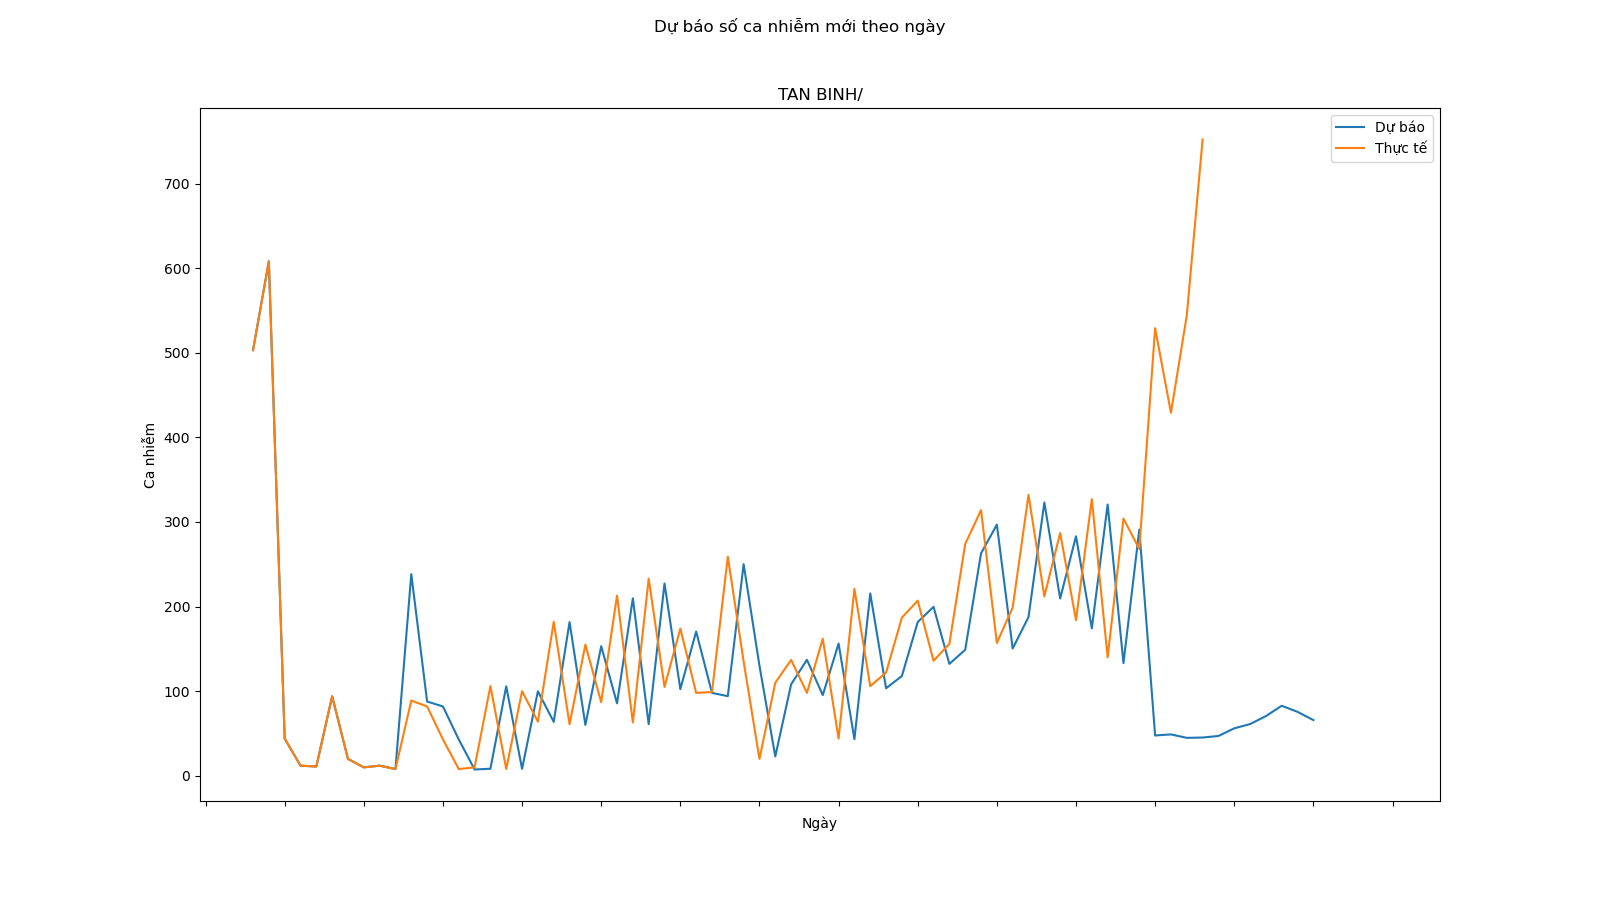 Dự báo số ca nhiễm mới theo ngày
TAN BINH/
Dự báo
Thực tế
700
600
500
400
300
200
100
0
Ca nhiễm
Ngày